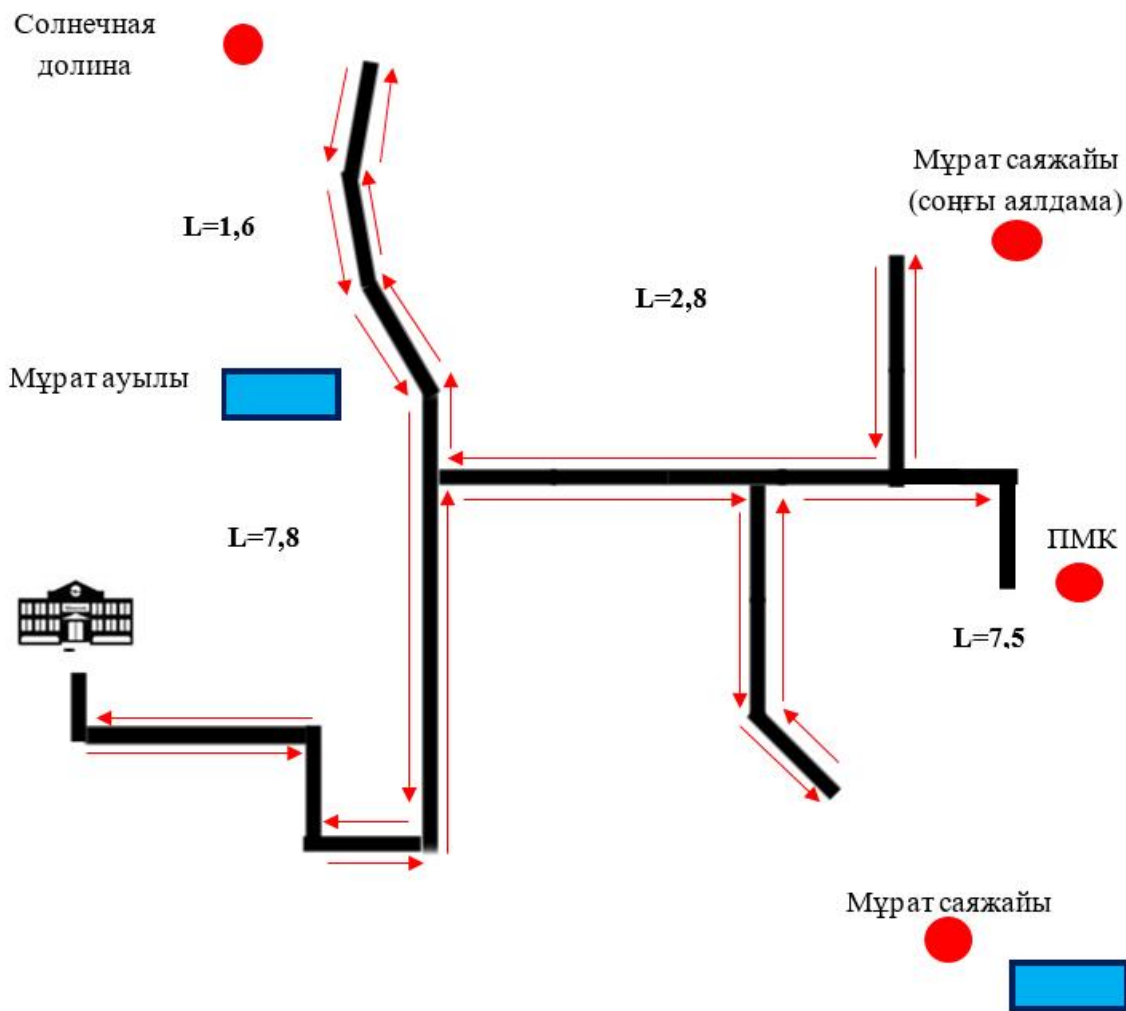 Солнечная
долина
Мұрат саяжайы
(соңғы аялдама)
L=1,6
L=2,8
Мұрат ауылы
L=7,8
ПМК
L=7,5
Мұрат саяжайы